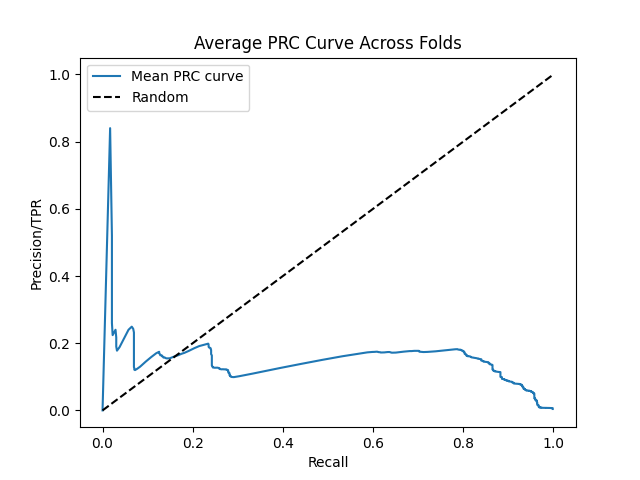 Average PRC Curve Across Folds
Mean PRC curve
Random
Precision/TPR
1.0
0.8
0.6
0.4
0.2
0.0
0.0 0.2 0.4 0.6 0.8 1.0
Recall